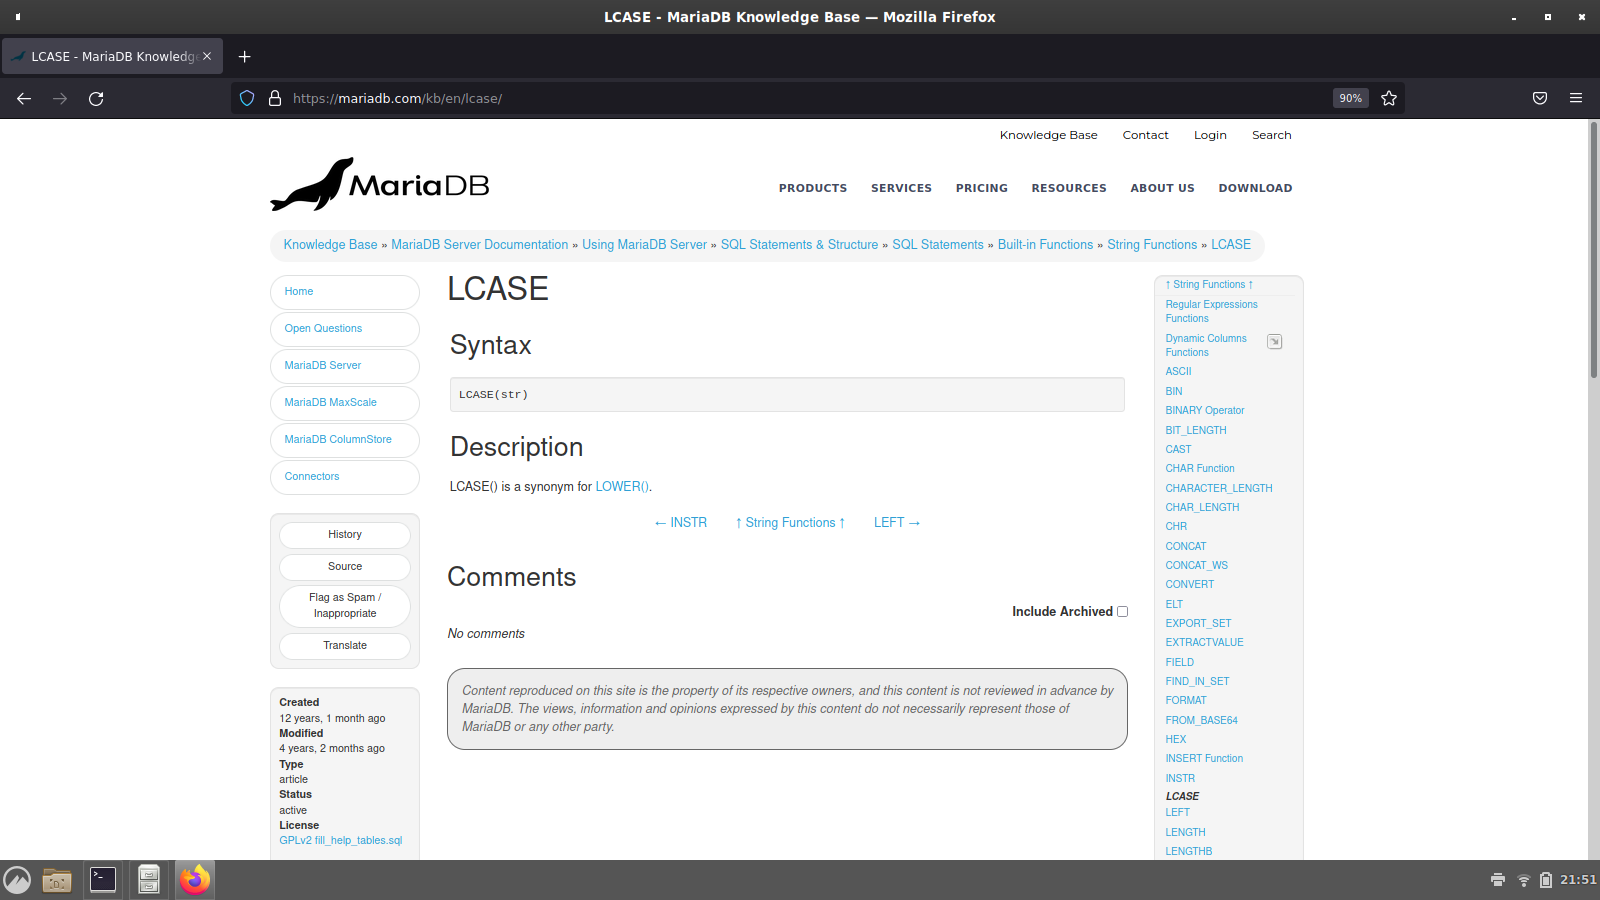 LCASE - MariaDB Knowledge Base — Mozilla Firefox
LCASE - MariaDB Knowledge
https://mariadb.com/kb/en/lcase/
90%
Knowledge Base Contact Login Search
MariaDB
PRODUCTS SERVICES PRICING RESOURCES ABOUT US DOWNLOAD
Knowledge Base » MariaDB Server Documentation » Using MariaDB Server » SQL Statements & Structure » SQL Statements » Built-in Functions » String Functions » LCASE
Home
Open Questions
MariaDB Server
MariaDB MaxScale
MariaDB ColumnStore
Connectors
History
Source
Flag as Spam /
Inappropriate
Translate
Created
12 years, 1 month ago
Modified
4 years, 2 months ago
Type
article
Status
active
License
GPLv2 fill_help_tables.sql
LCASE
Syntax
LCASE(str)
Description
LCASE() is a synonym for LOWER().
← INSTR ↑ String Functions ↑ LEFT →
Comments
Include Archived
No comments
Content reproduced on this site is the property of its respective owners, and this content is not reviewed in advance by
MariaDB. The views, information and opinions expressed by this content do not necessarily represent those of
MariaDB or any other party.
↑ String Functions ↑
Regular Expressions
Functions
Dynamic Columns
Functions
ASCII
BIN
BINARY Operator
BIT_LENGTH
CAST
CHAR Function
CHARACTER_LENGTH
CHAR_LENGTH
CHR
CONCAT
CONCAT_WS
CONVERT
ELT
EXPORT_SET
EXTRACTVALUE
FIELD
FIND_IN_SET
FORMAT
FROM_BASE64
HEX
INSERT Function
INSTR
LCASE
LEFT
LENGTH
LENGTHB
21:51